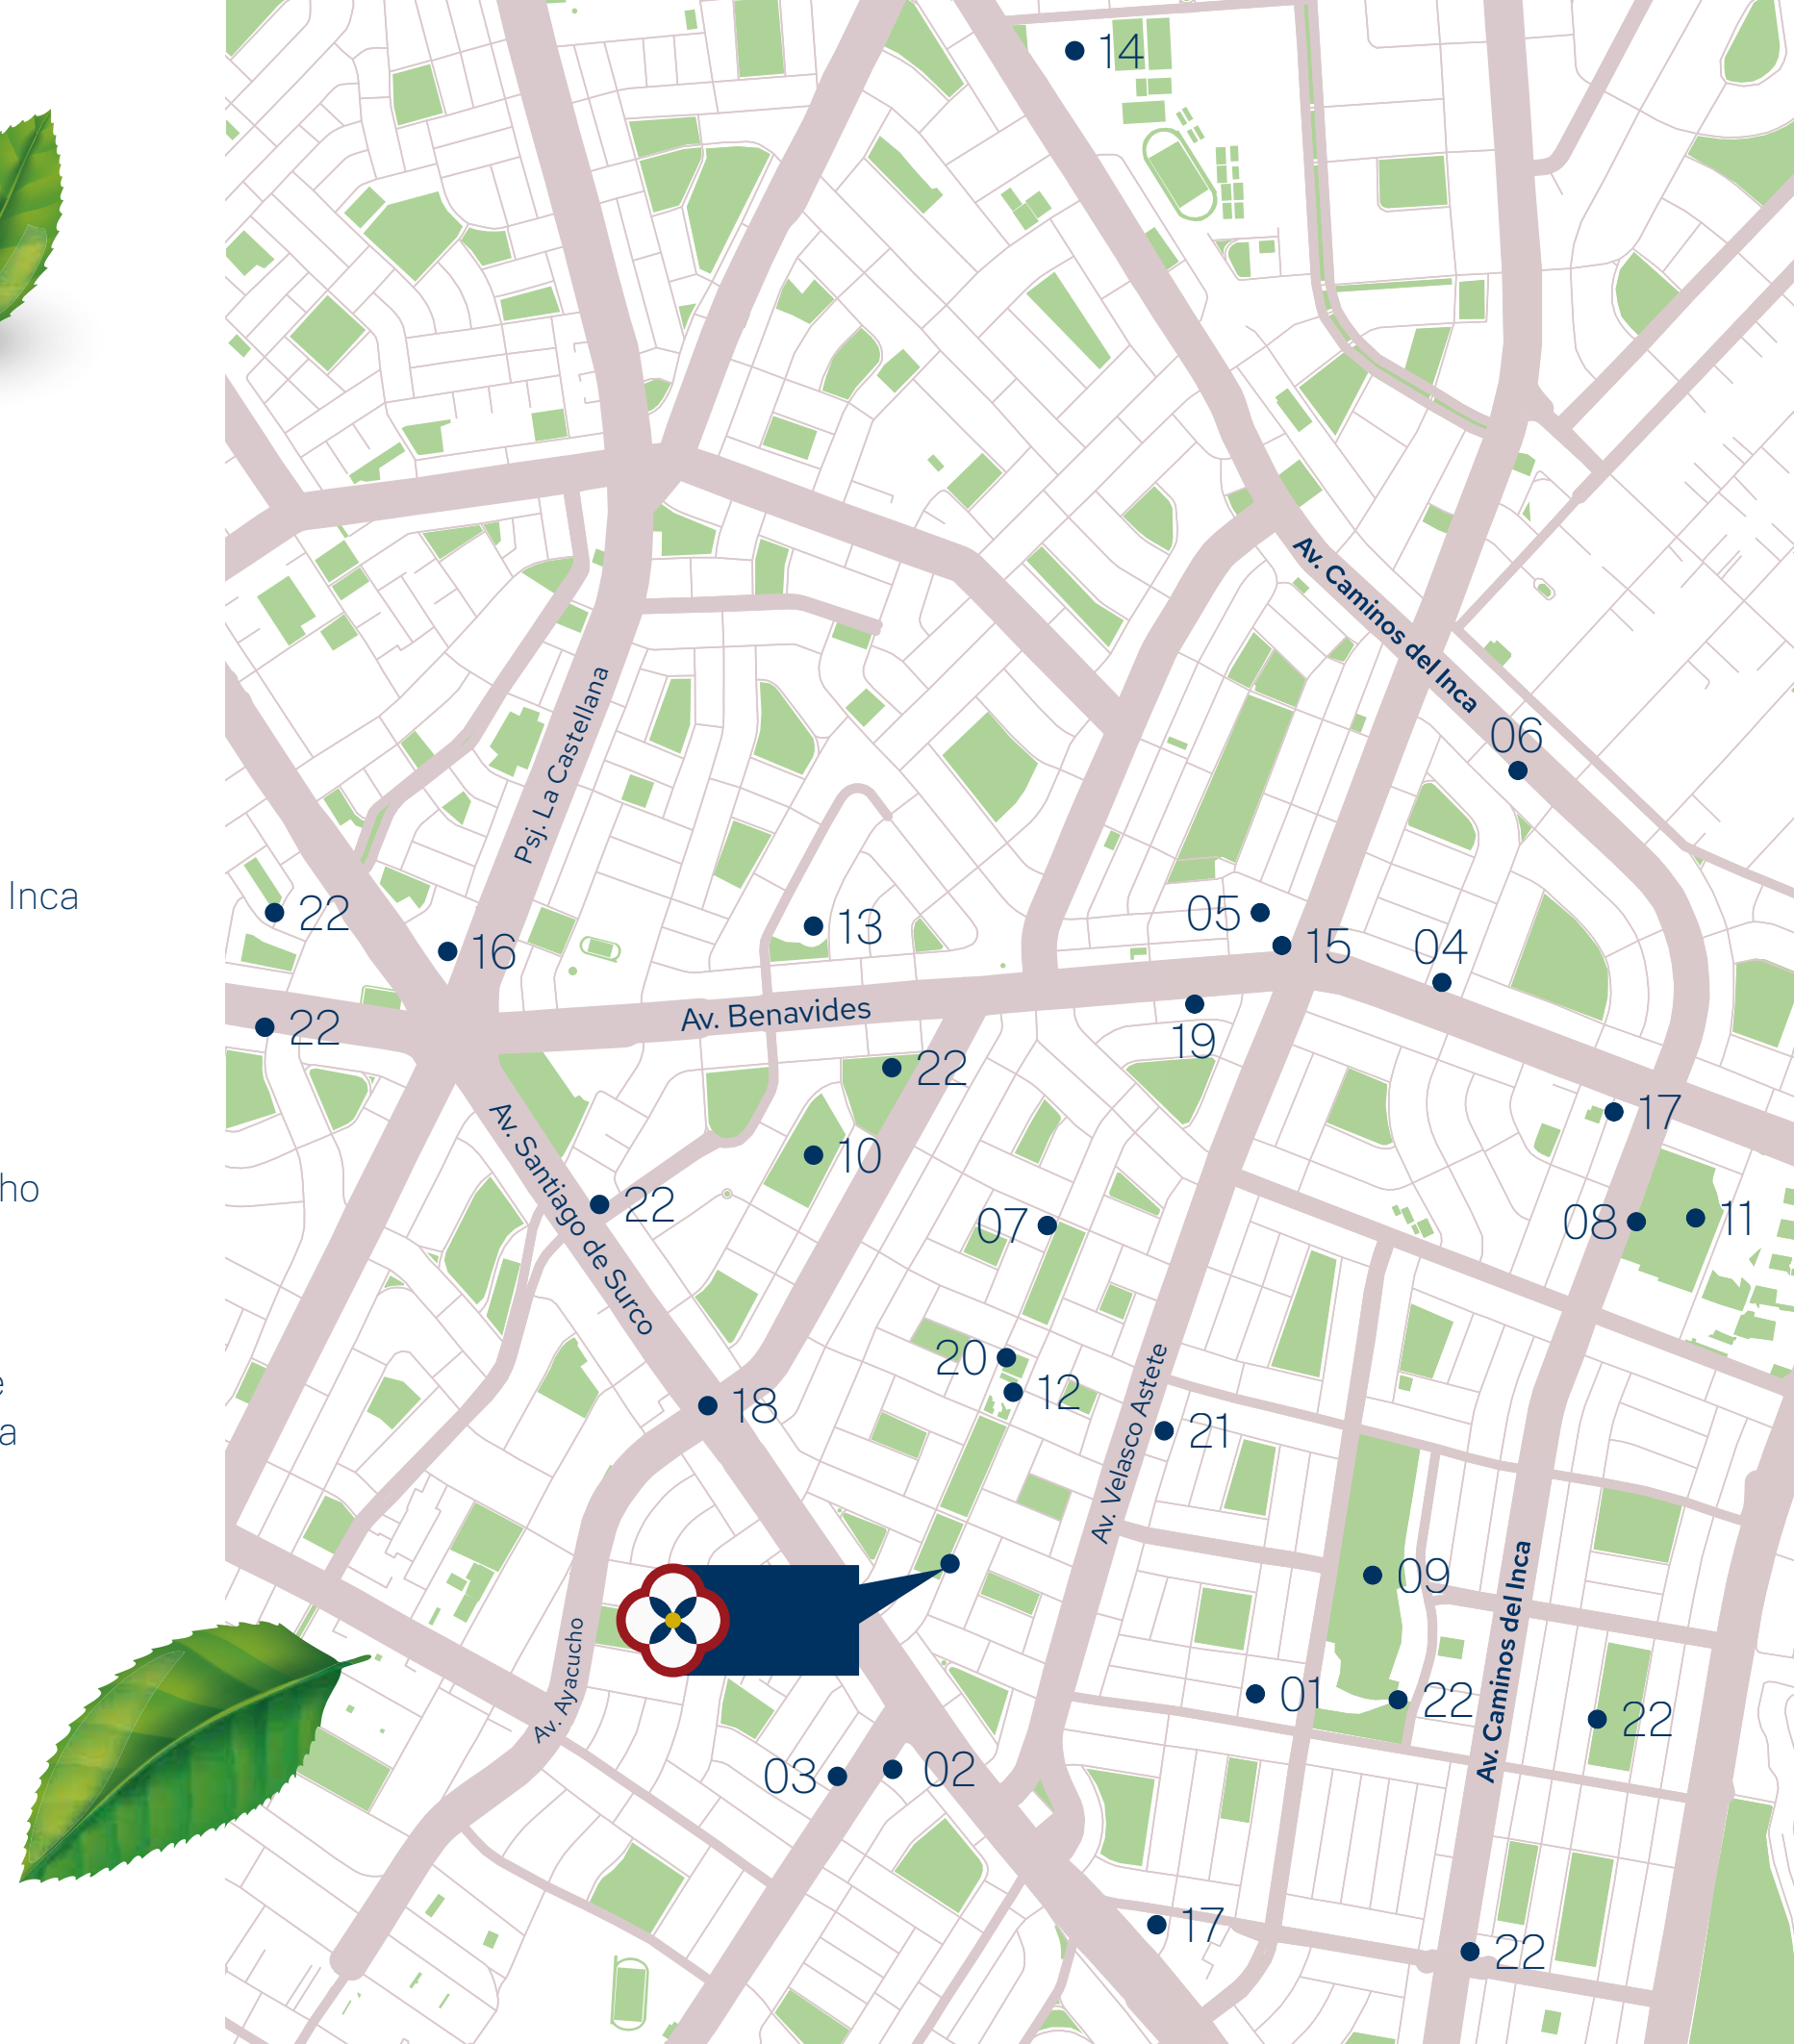 14
Av. Caminos del Inca
06
Psj. La Castellana
Inca
22
16
13
05
15
04
22
Av. Benavides
19
22
17
10
ho
Av. Santiago de Surco
22
07
08
11
20
12
e
18
Av. Velasco Astete
21
a
09
Av. Caminos del Inca
Av. Ayacucho
01
22
22
03
02
17
22